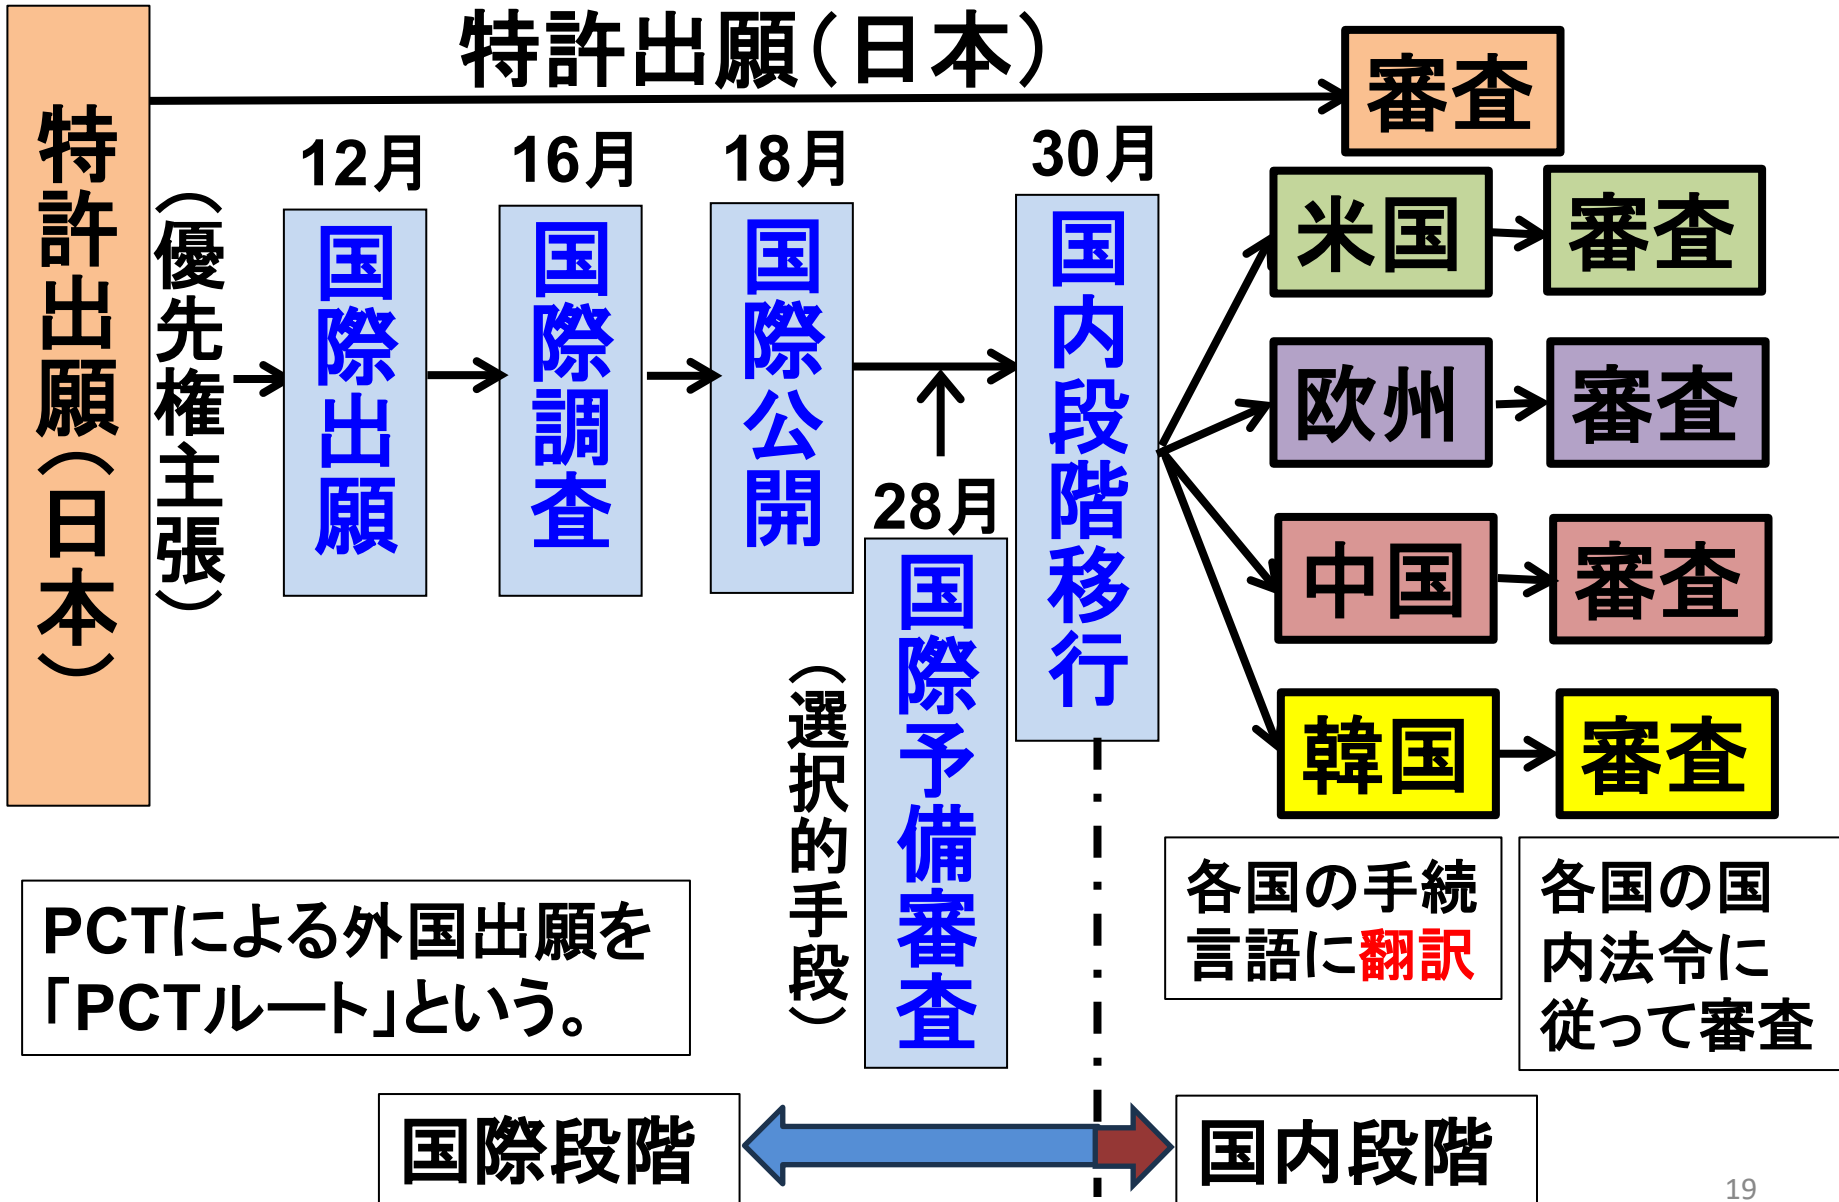 特許出願（日本）
特許出願（日本）
審査
（優先権主張）
12月
国際出願
16月
国際調査
18月
国際公開
28月
国際予備審査
（選択的手段）
30月
国内段階移行
米国
審査
欧州
審査
中国
審査
韓国
審査
各国の手続
言語に翻訳
各国の国
内法令に
従って審査
PCTによる外国出願を
「PCTルート」という。
国際段階
国内段階
19